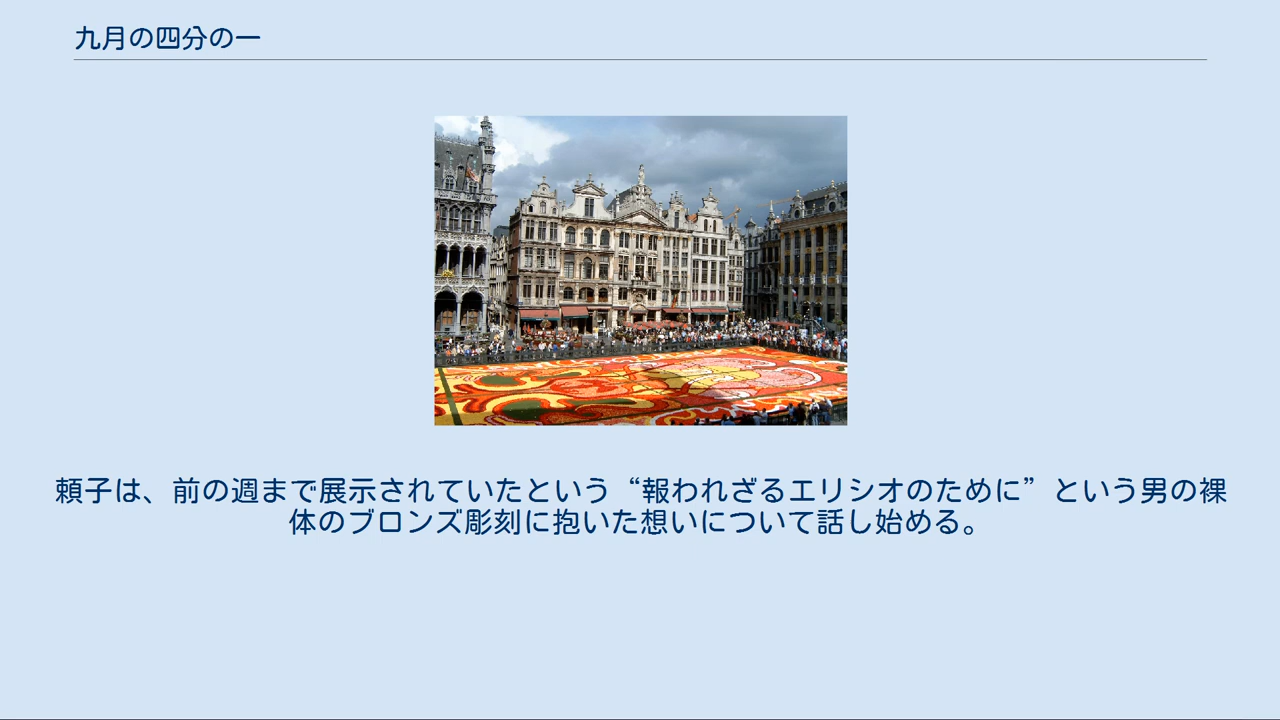 九月の四分の一
頼子は、前の週まで展示されていたという“報われざるエリシオのために”という男の裸
体のブロンズ彫刻に抱いた想いについて話し始める。